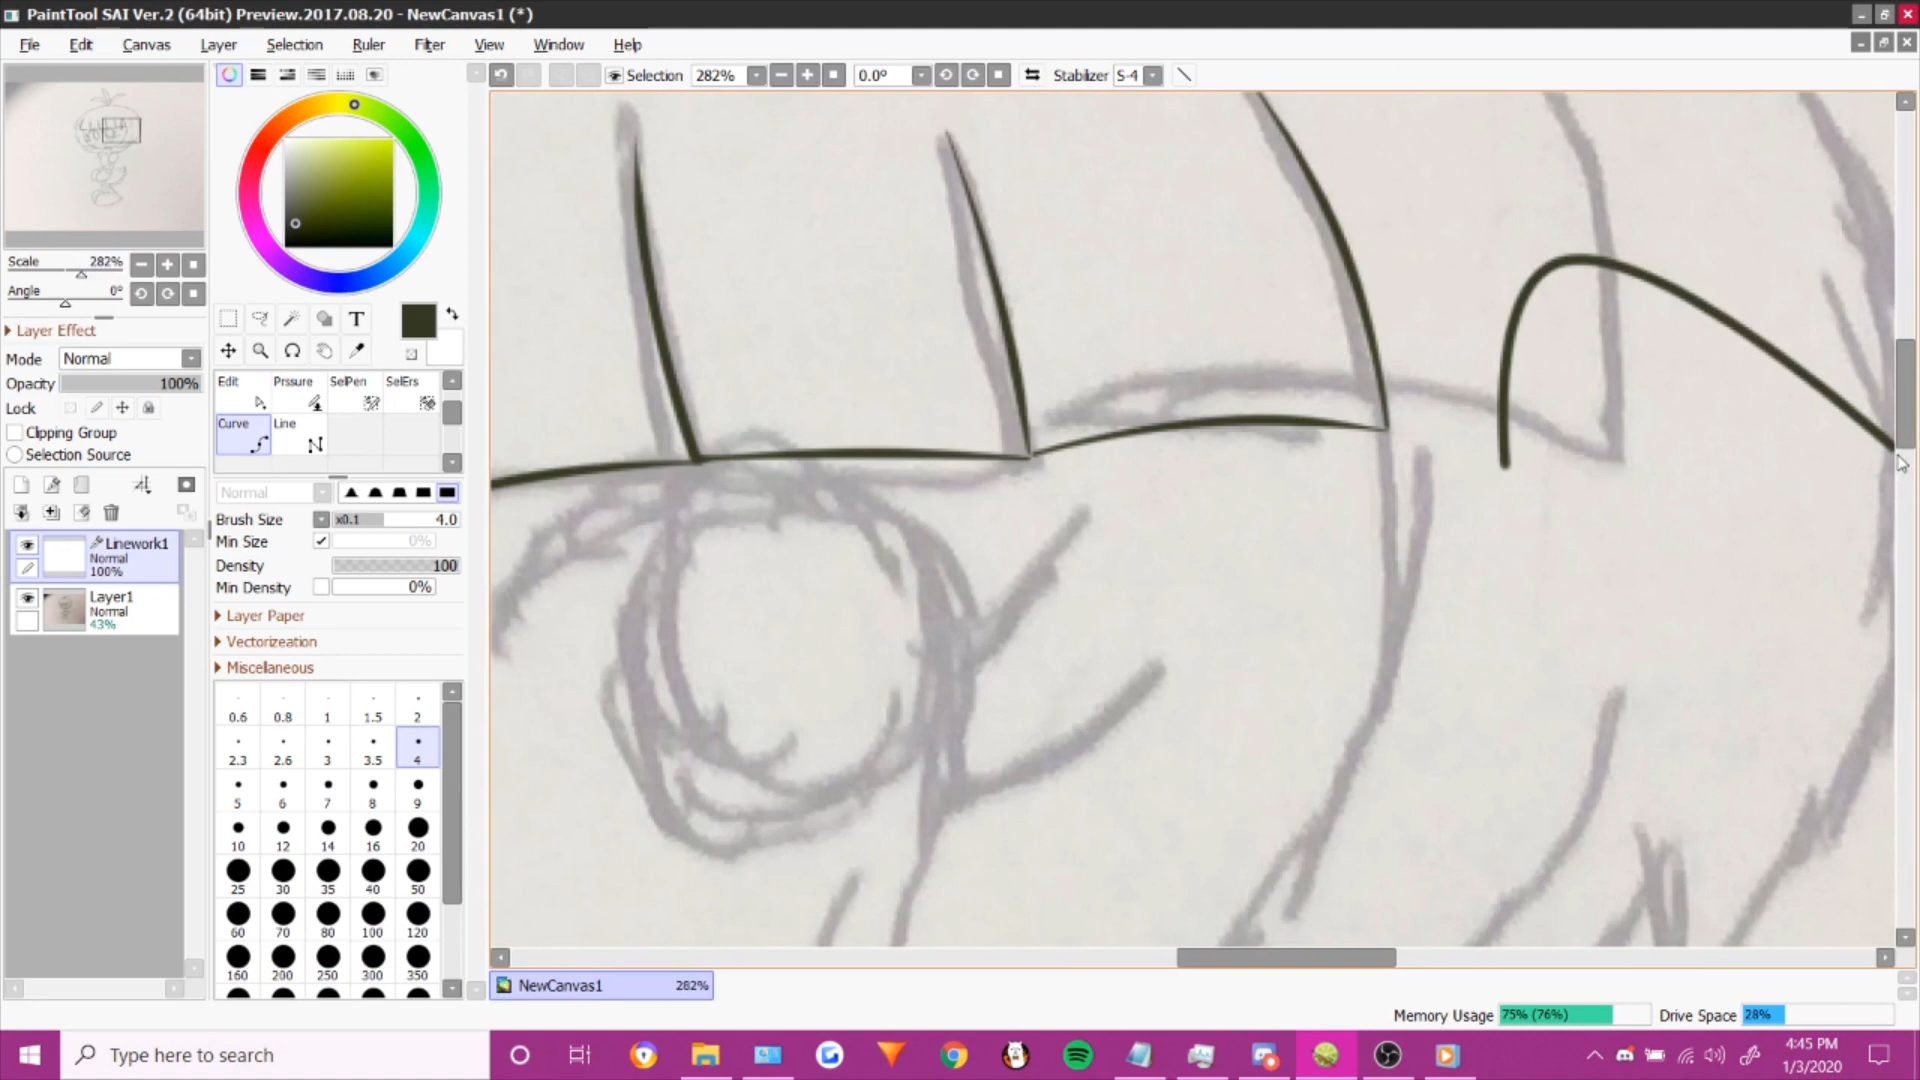 PaintTool SAI Ver.2 (64bit) Preview.2017.08.20 - NewCanvas1 (*)
File Edit Canvas Layer Selection Ruler Filter View Window Help
Selection 282% 0.0º Stabilizer S-4
Scale 282%
Angle 0º
Layer Effect
Mode Normal
Opacity 100%
Lock
Clipping Group
Selection Source
Linework1
Normal
100%
Layer1
Normal
43%
T
Edit Prssure SelPen SelErs
Curve Line
Normal
Brush Size x0.1 4.0
Min Size 0%
Density 100
Min Density 0%
Layer Paper
Vectorizeation
Miscellaneous
0.6 0.8 1 1.5 2
2.3 2.6 3 3.5 4
5 6 7 8 9
10 12 14 16 20
25 30 35 40 50
60 70 80 100 120
160 200 250 300 350
NewCanvas1 282%
Memory Usage 75% (76%) Drive Space 28%
Type here to search
4:45 PM
1/3/2020